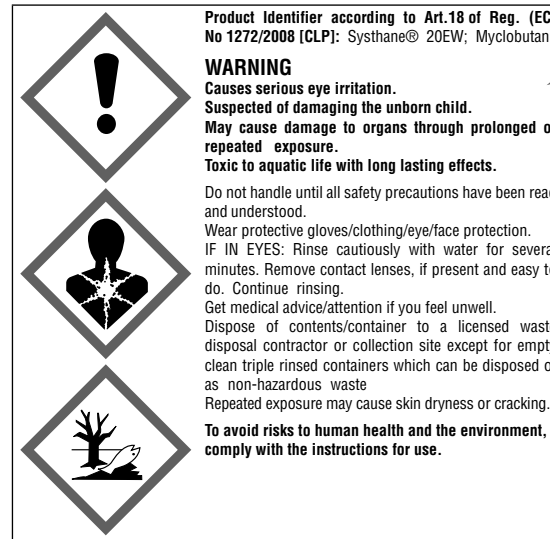 Product Identifier according to Art.18 of Reg. (EC
No 1272/2008 [CLP]: Systhane® 20EW; Myclobutan
WARNING
Causes serious eye irritation.
Suspected of damaging the unborn child.
May cause damage to organs through prolonged o
repeated exposure.
Toxic to aquatic life with long lasting effects.
Do not handle until all safety precautions have been read
and understood.
Wear protective gloves/clothing/eye/face protection.
IF IN EYES: Rinse cautiously with water for severa
minutes. Remove contact lenses, if present and easy to
do. Continue rinsing.
Get medical advice/attention if you feel unwell.
Dispose of contents/container to a licensed waste
disposal contractor or collection site except for empty
clean triple rinsed containers which can be disposed o
as non-hazardous waste
Repeated exposure may cause skin dryness or cracking.
To avoid risks to human health and the environment,
comply with the instructions for use.